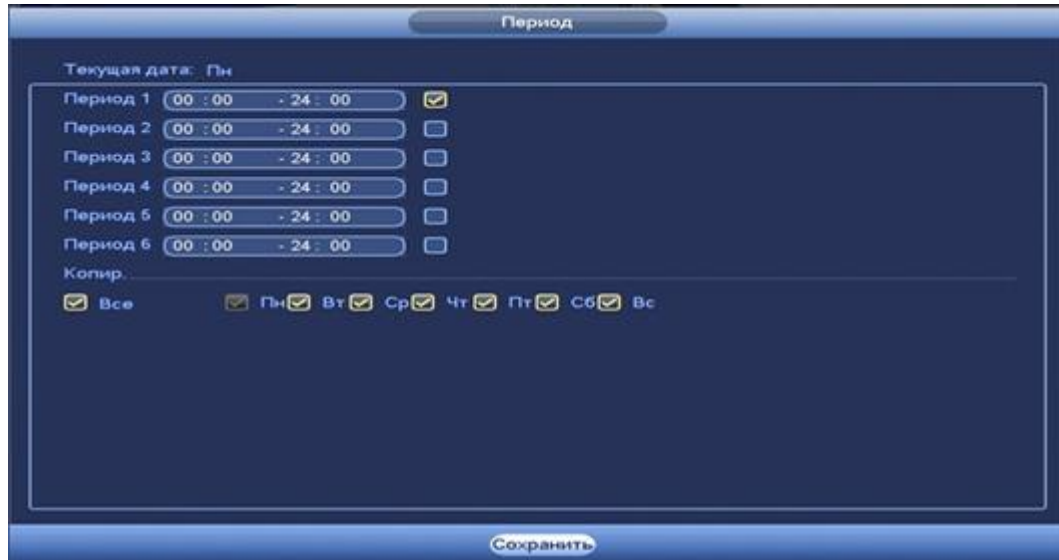 Период
Текущая дата: Пн
Период 1 00 : 00 - 24 : 00
Период 2 00 : 00 - 24 : 00
Период 3 00 : 00 - 24 : 00
Период 4 00 : 00 - 24 : 00
Период 5 00 : 00 - 24 : 00
Период 6 00 : 00 - 24 : 00
Копир.
Все Пн Вт Ср Чт Пт Сб Вс
Сохранить